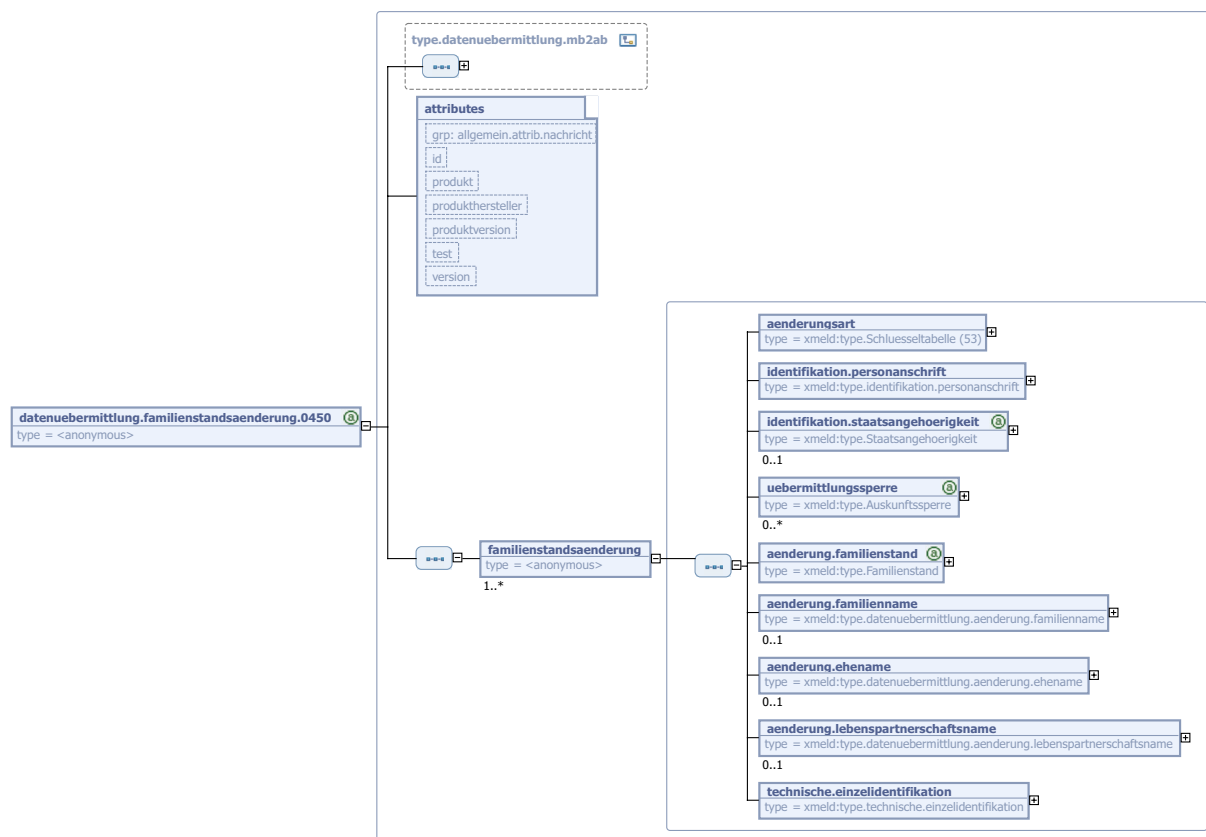 type.datenuebermittlung.mb2ab
attributes
grp: allgemein.attrib.nachricht
id
produkt
produkthersteller
produktversion
test
version
datenuebermittlung.familienstandsaenderung.0450 a
type = <anonymous>
familienstandsaenderung
type = <anonymous>
1..*
aenderungsart
type = xmeld:type.Schluesseltabelle (53)
identifikation.personanschrift
type = xmeld:type.identifikation.personanschrift
identifikation.staatsangehoerigkeit a
type = xmeld:type.Staatsangehoerigkeit
0..1
uebermittlungssperre a
type = xmeld:type.Auskunftssperre
0..*
aenderung.familienstand a
type = xmeld:type.Familienstand
aenderung.familienname
type = xmeld:type.datenuebermittlung.aenderung.familienname
0..1
aenderung.ehename
type = xmeld:type.datenuebermittlung.aenderung.ehename
0..1
aenderung.lebenspartnerschaftsname
type = xmeld:type.datenuebermittlung.aenderung.lebenspartnerschaftsname
0..1
technische.einzelidentifikation
type = xmeld:type.technische.einzelidentifikation